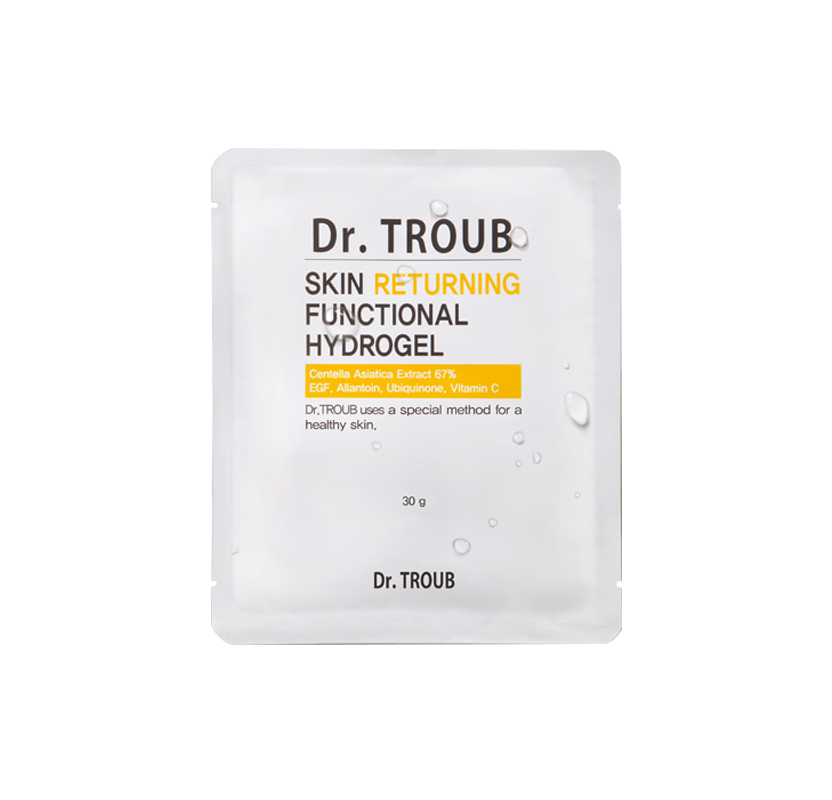 Dr. TROUB
SKIN RETURNING
FUNCTIONAL
HYDROGEL
Centella Asiatica Extract 67%
EGF, Allantoin, Ubiquinone, Vitamin C
Dr.TROUB uses a special method for a
healthy skin.
30 g
Dr. TROUB